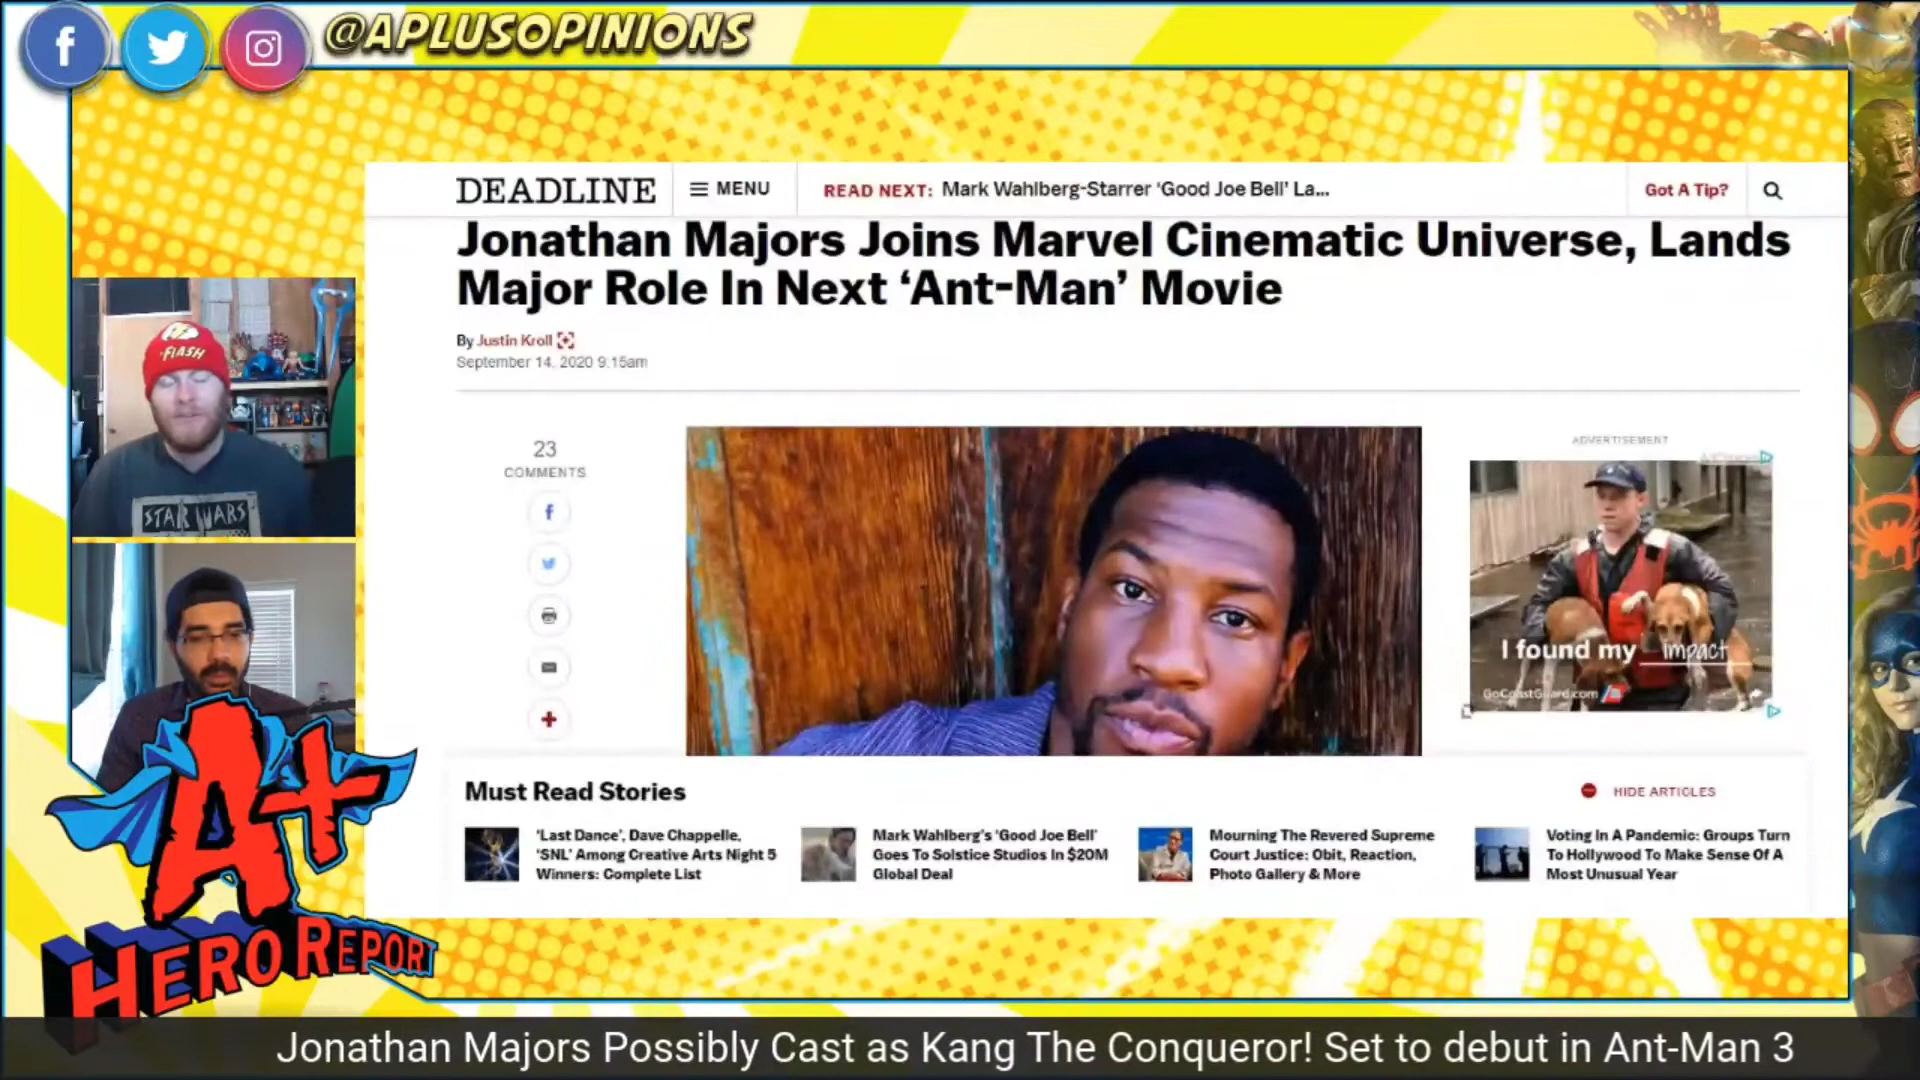 @APLUSOPINIONS
DEADLINE
MENU
READ NEXT: Mark Wahlberg-Starrer ‘Good Joe Bell’ La...
Got A Tip?
Jonathan Majors Joins Marvel Cinematic Universe, Lands
Major Role In Next ‘Ant-Man’ Movie
By Justin Kroll
September 14, 2020 9:15am
23
COMMENTS
ADVERTISEMENT
I found my impact
GoCoastGuard.com
FLASH
STAR WARS
Must Read Stories
HIDE ARTICLES
‘Last Dance’, Dave Chappelle,
‘SNL’ Among Creative Arts Night 5
Winners: Complete List
Mark Wahlberg’s ‘Good Joe Bell’
Goes To Solstice Studios In $20M
Global Deal
Mourning The Revered Supreme
Court Justice: Obit, Reaction,
Photo Gallery & More
Voting In A Pandemic: Groups Turn
To Hollywood To Make Sense Of A
Most Unusual Year
A+
HERO REPORT
Jonathan Majors Possibly Cast as Kang The Conqueror! Set to debut in Ant-Man 3